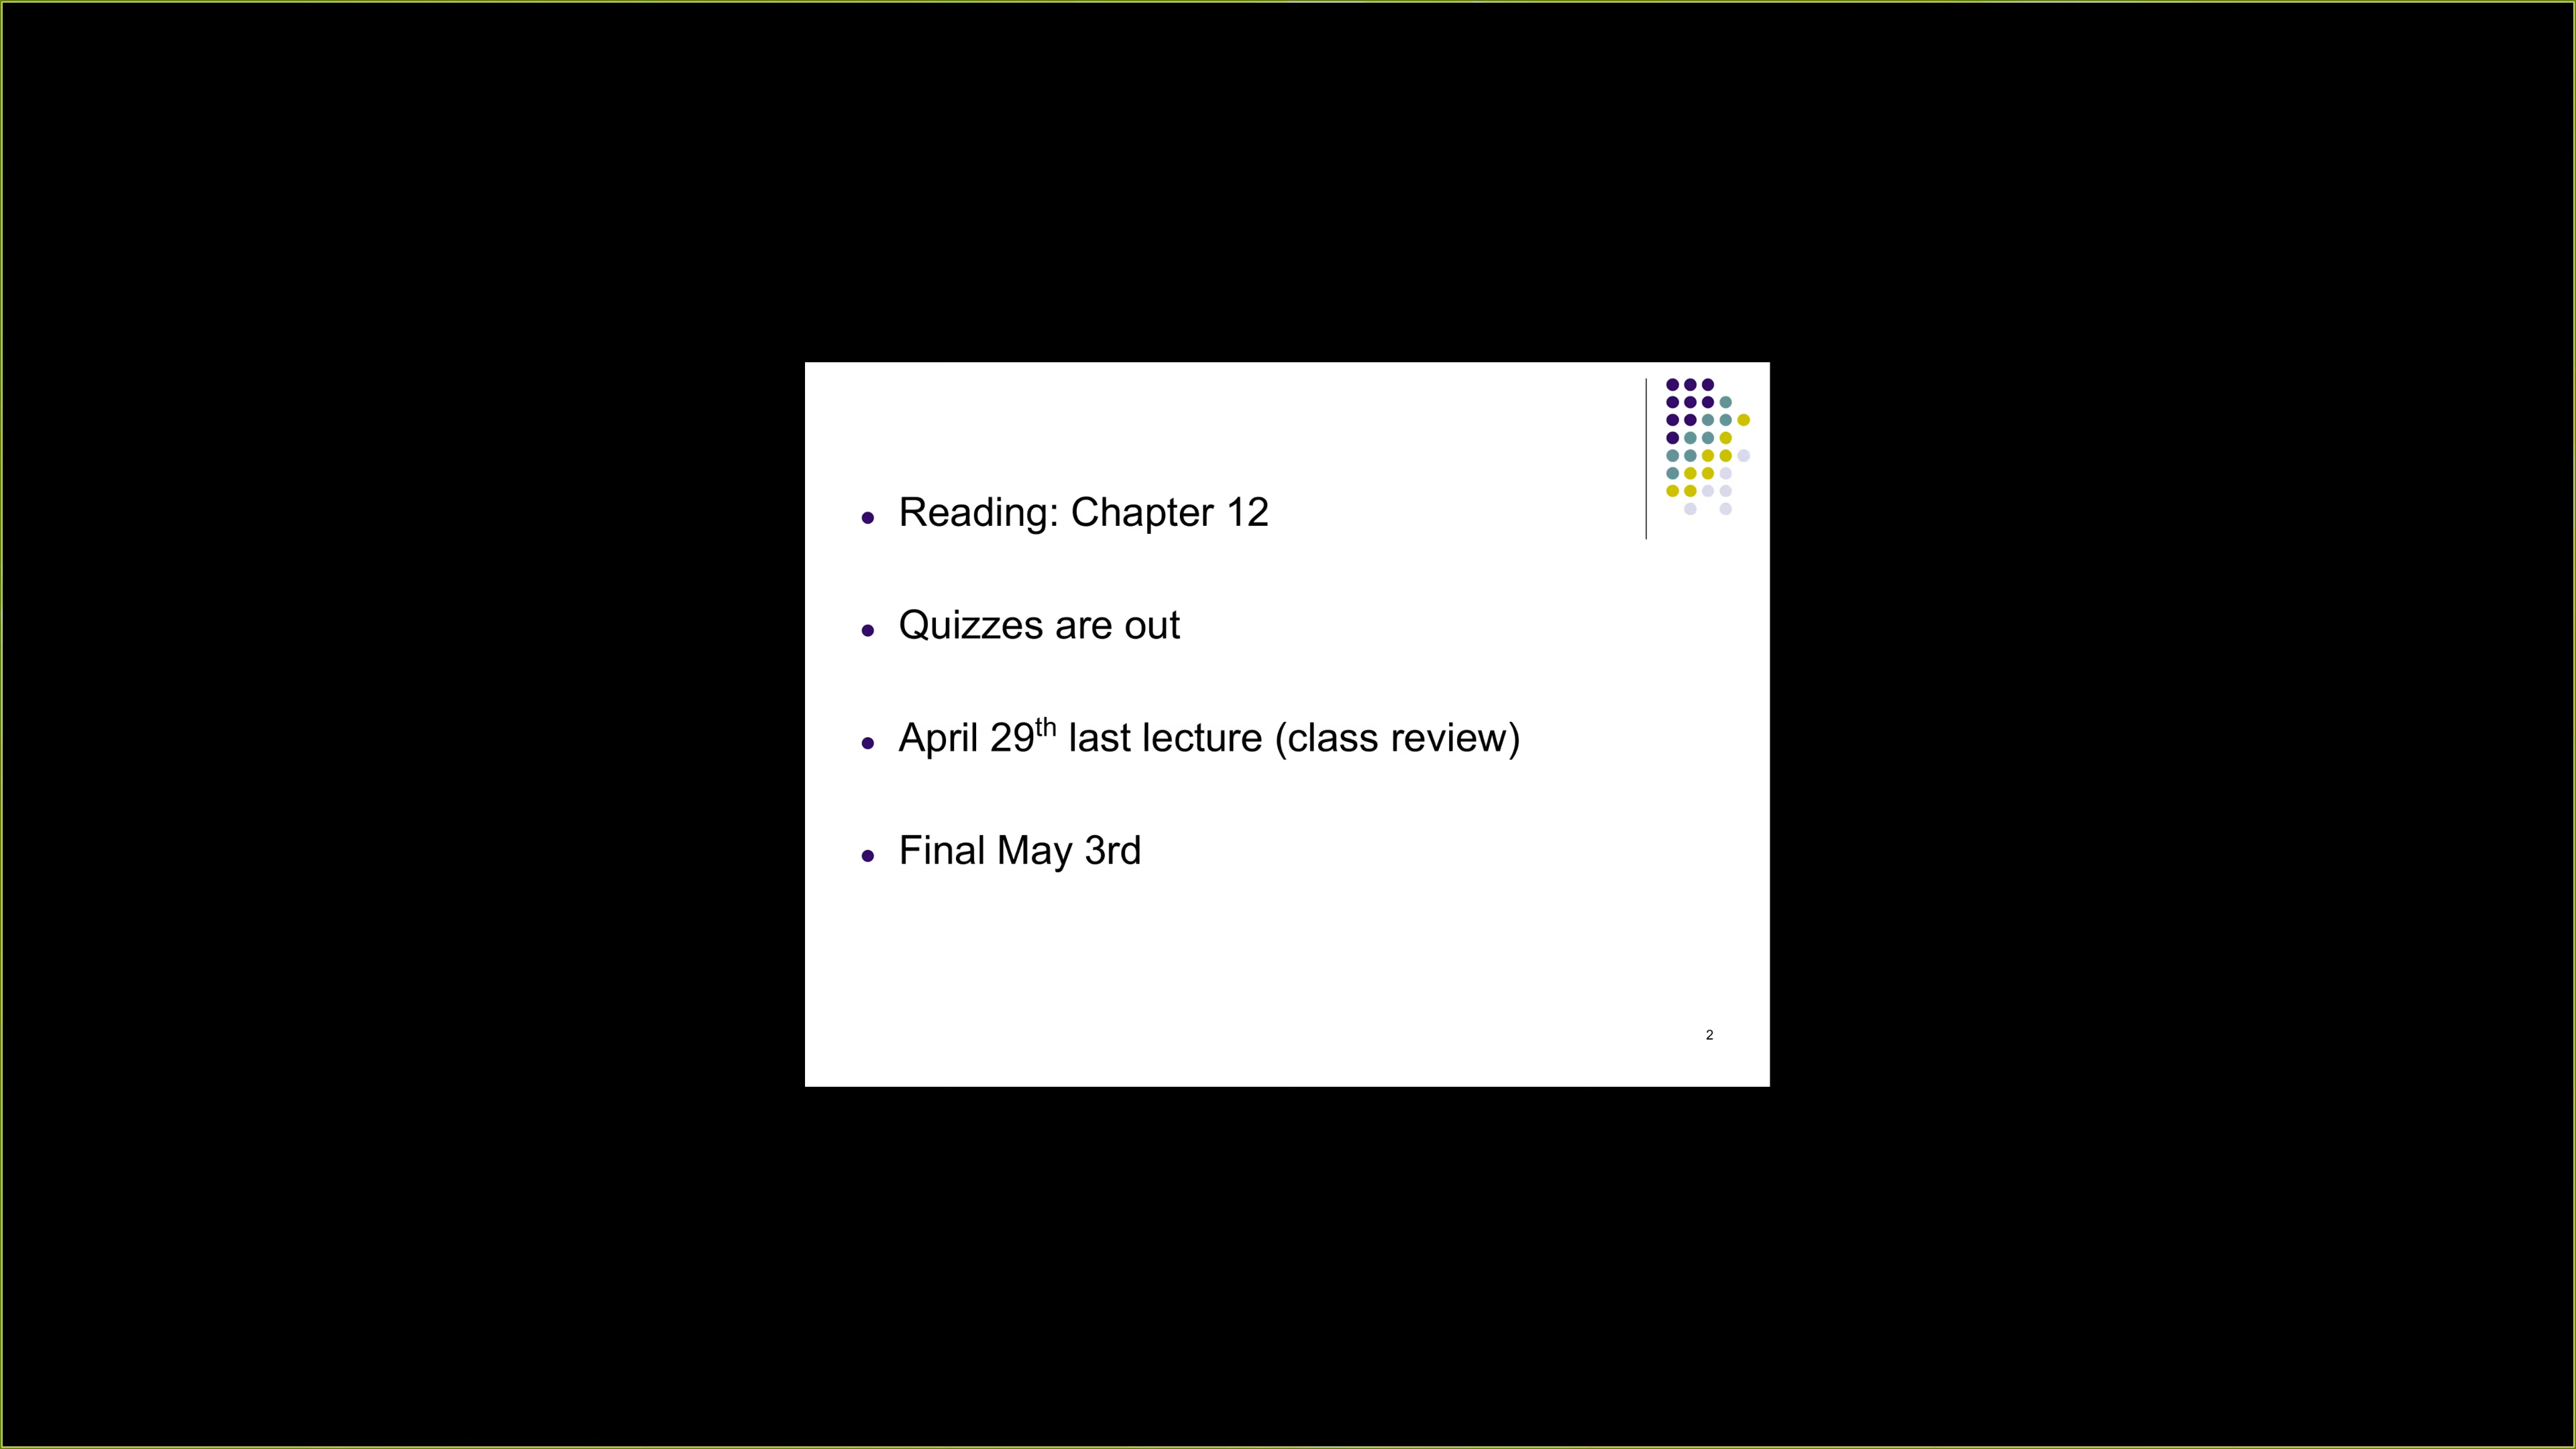 Reading: Chapter 12
Quizzes are out
April 29th last lecture (class review)
Final May 3rd
2